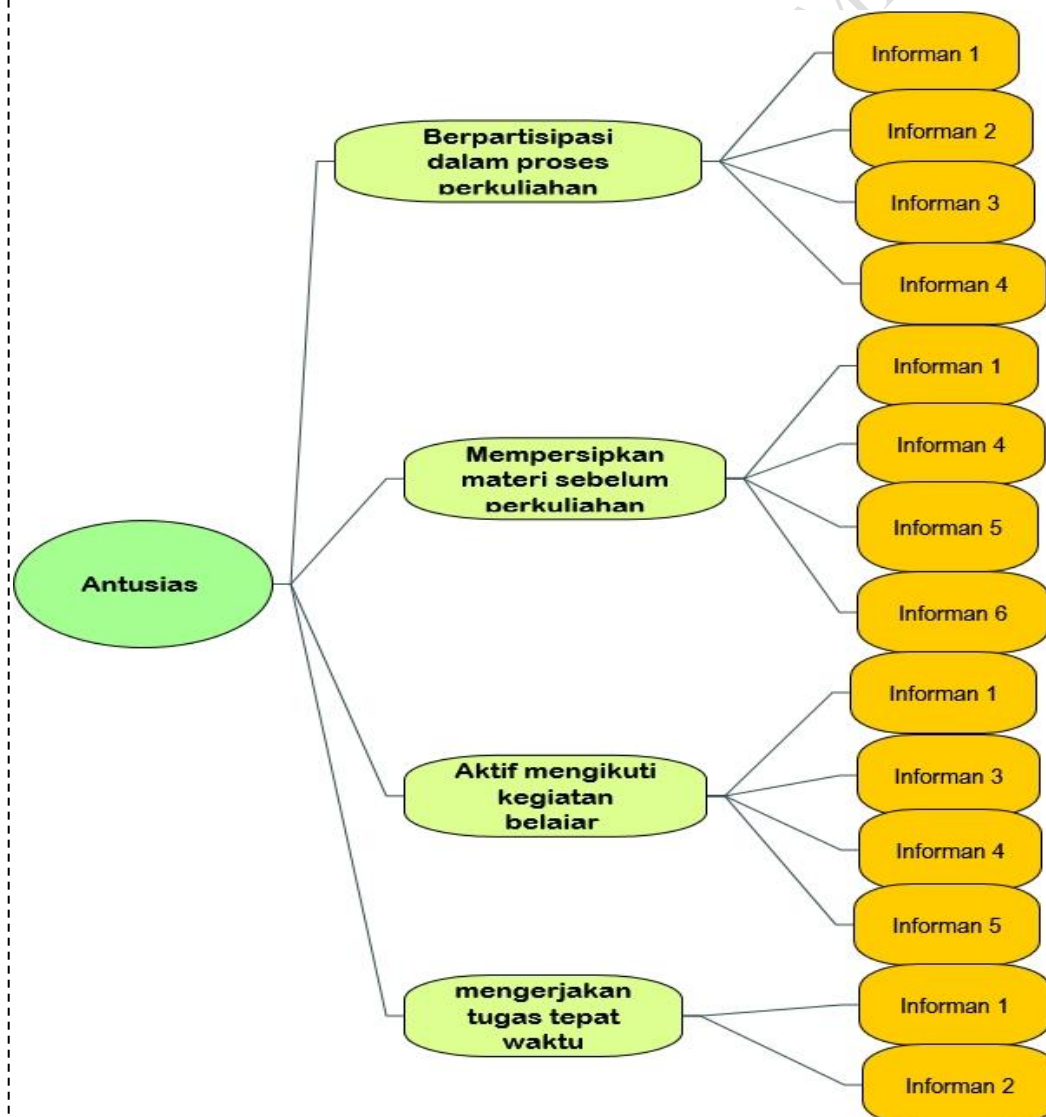 Antusias
Berpartisipasi
dalam proses
perkuliahan
Informan 1
Informan 2
Informan 3
Informan 4
Mempersipkan
materi sebelum
perkuliahan
Informan 1
Informan 4
Informan 5
Informan 6
Aktif mengikuti
kegiatan
belajar
Informan 1
Informan 3
Informan 4
Informan 5
mengerjakan
tugas tepat
waktu
Informan 1
Informan 2